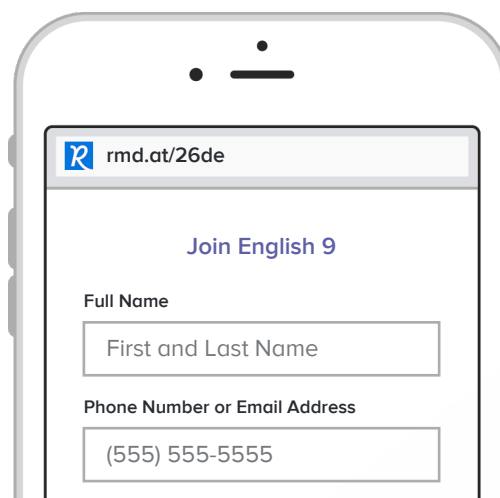 rmd.at/26de
Join English 9
Full Name
First and Last Name
Phone Number or Email Address
(555) 555-5555